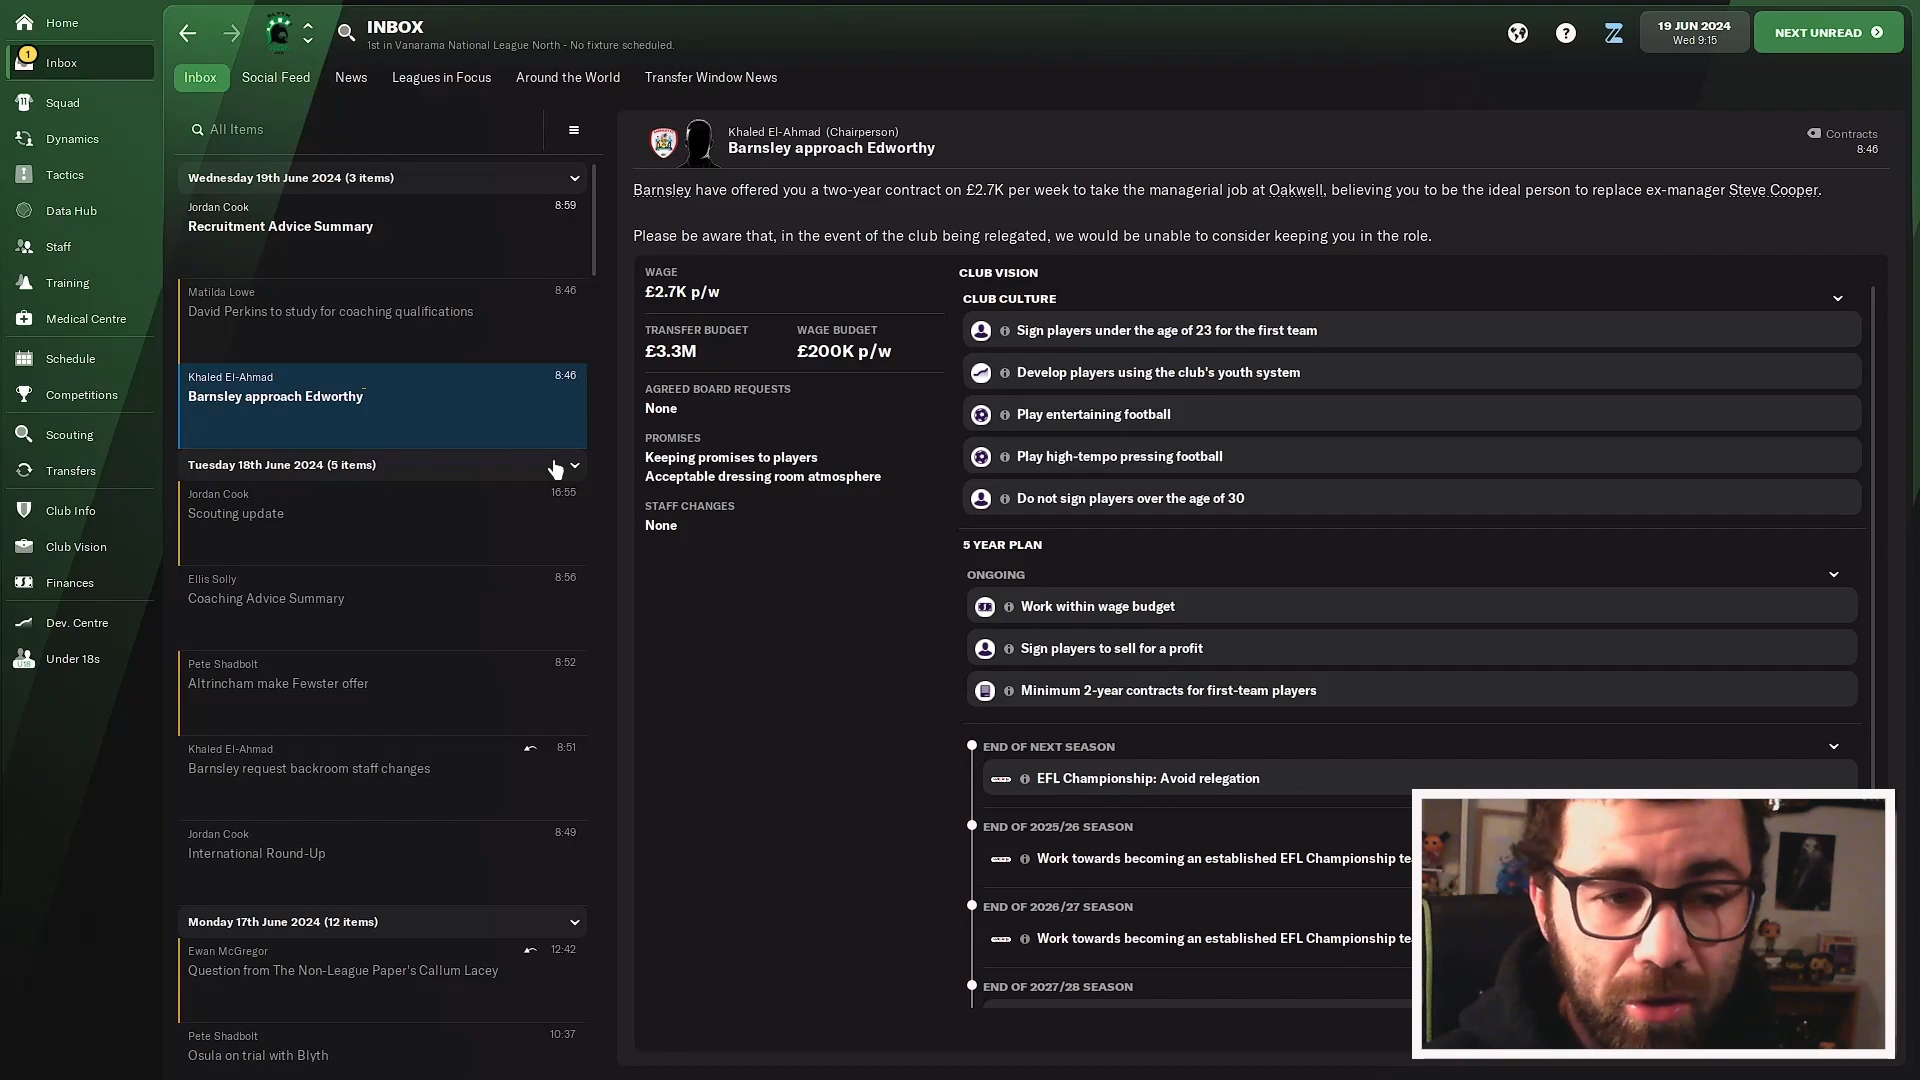 Home
1
Inbox
Squad
Dynamics
Tactics
Data Hub
Staff
Training
Medical Centre
Schedule
Competitions
Scouting
Transfers
Club Info
Club Vision
Finances
Dev. Centre
U18
Under 18s
INBOX
1st in Vanarama National League North - No fixture scheduled.
19 JUN 2024
Wed 9:15
NEXT UNREAD
Inbox
Social Feed
News
Leagues in Focus
Around the World
Transfer Window News
All Items
Wednesday 19th June 2024 (3 items)
Jordan Cook
8:59
Recruitment Advice Summary
Matilda Lowe
8:46
David Perkins to study for coaching qualifications
Khaled El-Ahmad
8:46
Barnsley approach Edworthy
Tuesday 18th June 2024 (5 items)
Jordan Cook
16:55
Scouting update
Ellis Solly
8:56
Coaching Advice Summary
Pete Shadbolt
8:52
Altrincham make Fewster offer
Khaled El-Ahmad
8:51
Barnsley request backroom staff changes
Jordan Cook
8:49
International Round-Up
Monday 17th June 2024 (12 items)
Ewan McGregor
12:42
Question from The Non-League Paper's Callum Lacey
Pete Shadbolt
10:37
Osula on trial with Blyth
Khaled El-Ahmad (Chairperson)
Barnsley approach Edworthy
Contracts
8:46
Barnsley have offered you a two-year contract on £2.7K per week to take the managerial job at Oakwell, believing you to be the ideal person to replace ex-manager Steve Cooper.
Please be aware that, in the event of the club being relegated, we would be unable to consider keeping you in the role.
WAGE
£2.7K p/w
TRANSFER BUDGET
£3.3M
WAGE BUDGET
£200K p/w
AGREED BOARD REQUESTS
None
PROMISES
Keeping promises to players
Acceptable dressing room atmosphere
STAFF CHANGES
None
CLUB VISION
CLUB CULTURE
Sign players under the age of 23 for the first team
Develop players using the club's youth system
Play entertaining football
Play high-tempo pressing football
Do not sign players over the age of 30
5 YEAR PLAN
ONGOING
Work within wage budget
Sign players to sell for a profit
Minimum 2-year contracts for first-team players
END OF NEXT SEASON
EFL Championship: Avoid relegation
END OF 2025/26 SEASON
Work towards becoming an established EFL Championship te
END OF 2026/27 SEASON
Work towards becoming an established EFL Championship te
END OF 2027/28 SEASON